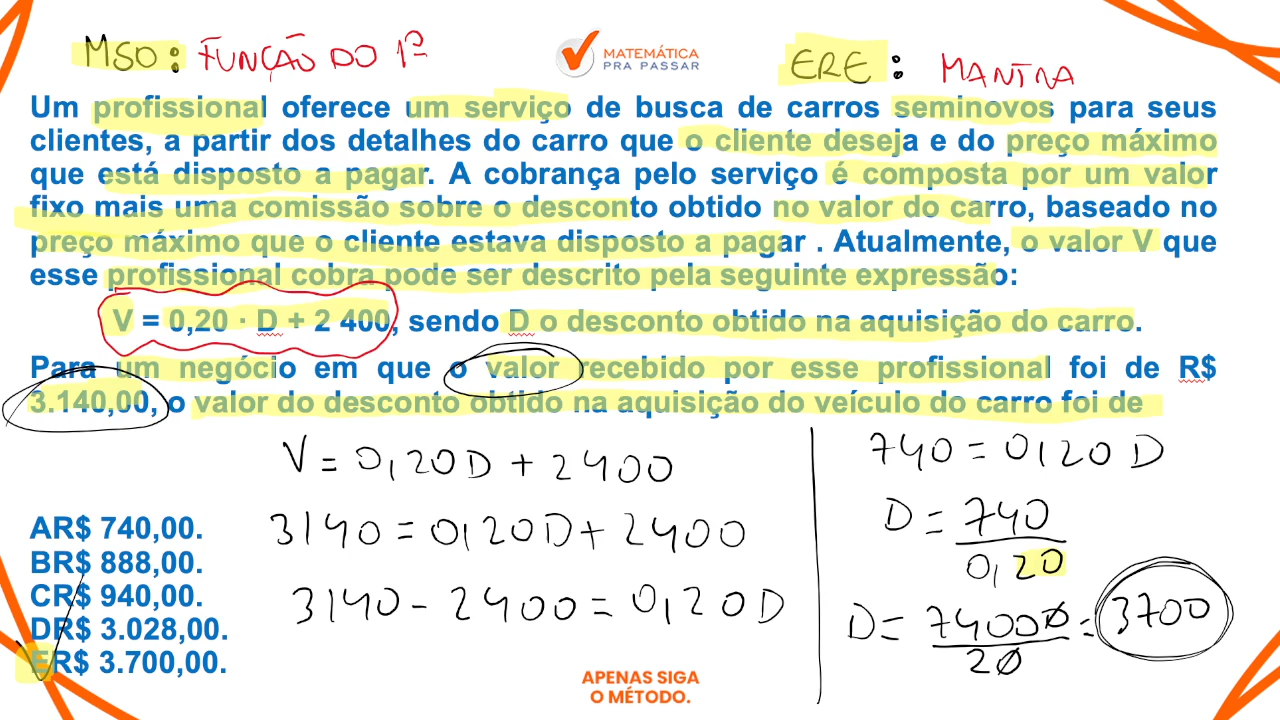 MSO: FUNÇÃO DO 1º
MATEMÁTICA
PRA PASSAR
ERE: MANTRA
Um profissional oferece um serviço de busca de carros seminovos para seus
clientes, a partir dos detalhes do carro que o cliente deseja e do preço máximo
que está disposto a pagar. A cobrança pelo serviço é composta por um valor
fixo mais uma comissão sobre o desconto obtido no valor do carro, baseado no
preço máximo que o cliente estava disposto a pagar . Atualmente, o valor V que
esse profissional cobra pode ser descrito pela seguinte expressão:
V = 0,20 · D + 2 400, sendo D o desconto obtido na aquisição do carro.
Para um negócio em que o valor recebido por esse profissional foi de R$
3.140,00, o valor do desconto obtido na aquisição do veículo do carro foi de
AR$ 740,00.
BR$ 888,00.
CR$ 940,00.
DR$ 3.028,00.
ER$ 3.700,00.
V = 0,20D + 2400
3140 = 0,20D + 2400
3140 - 2400 = 0,20D
740 = 0,20 D
D = 740
0,20
D = 74000 = 3700
20
APENAS SIGA
O MÉTODO.